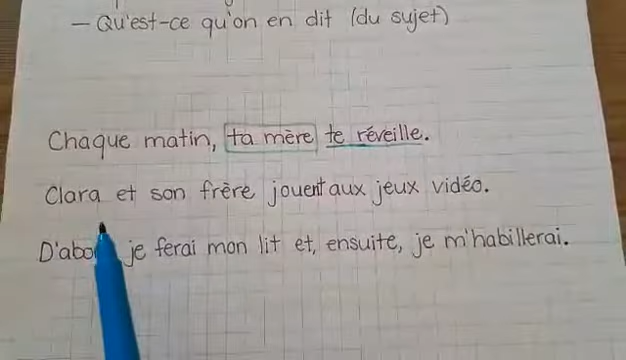 — Qu'est-ce qu'on en dit (du sujet)
Chaque matin, ta mère te réveille.
Clara et son frère jouent aux jeux vidéo.
je ferai mon lit et, ensuite, je m'habillerai.